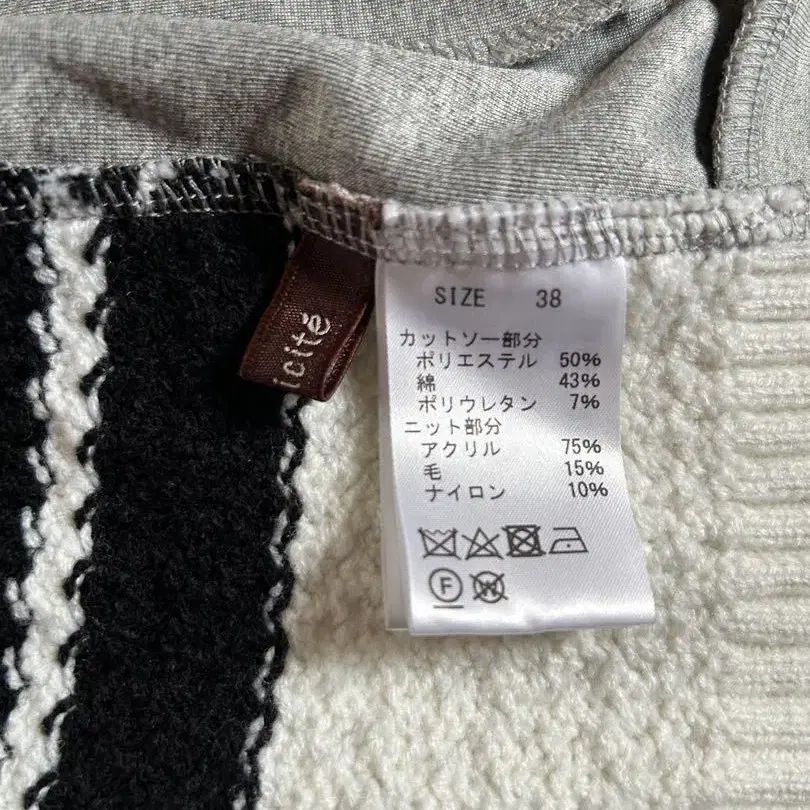 icité
SIZE 38
カットソー部分
ポリエステル 50%
綿 43%
ポリウレタン 7%
ニット部分
アクリル 75%
毛 15%
ナイロン 10%
F W